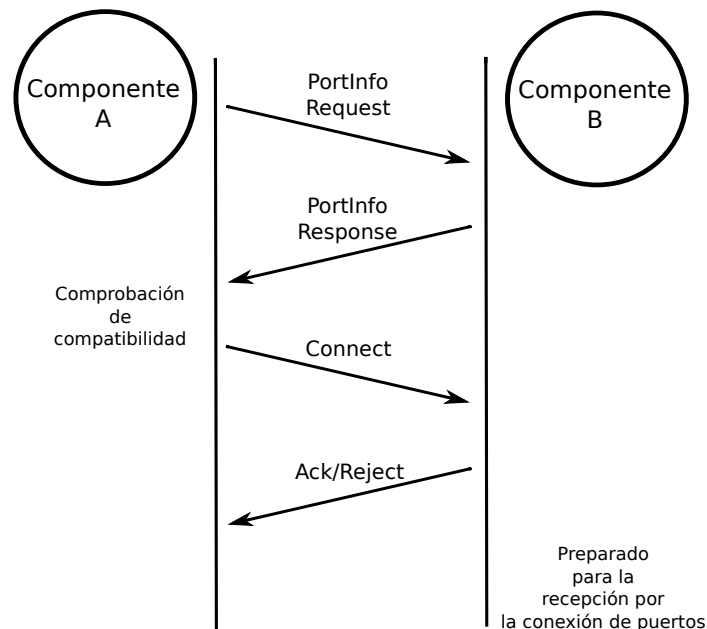 Componente
A
Componente
B
PortInfo
Request
PortInfo
Response
Comprobación
de
compatibilidad
Connect
Ack/Reject
Preparado
para la
recepción por
la conexión de puertos